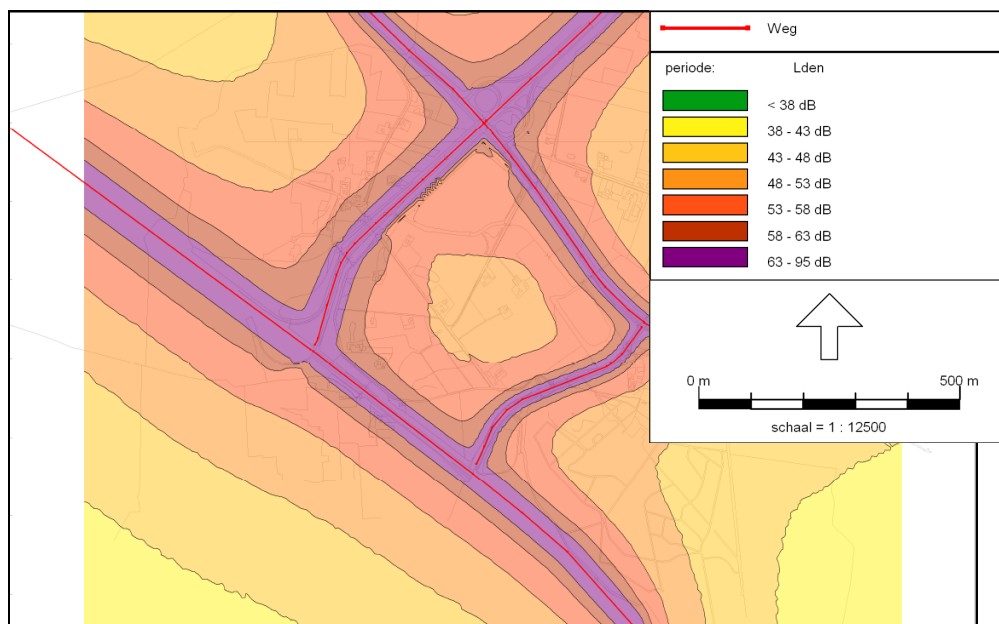 Weg
periode: Lden
< 38 dB
38 - 43 dB
43 - 48 dB
48 - 53 dB
53 - 58 dB
58 - 63 dB
63 - 95 dB
0 m 500 m
schaal = 1 : 12500